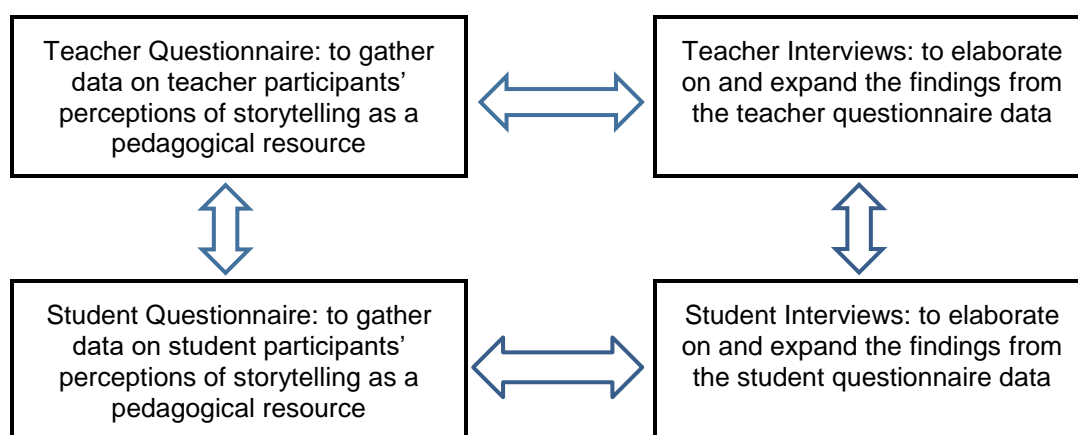 Teacher Questionnaire: to gather
data on teacher participants’
perceptions of storytelling as a
pedagogical resource
Teacher Interviews: to elaborate
on and expand the findings from
the teacher questionnaire data
Student Questionnaire: to gather
data on student participants’
perceptions of storytelling as a
pedagogical resource
Student Interviews: to elaborate
on and expand the findings from
the student questionnaire data